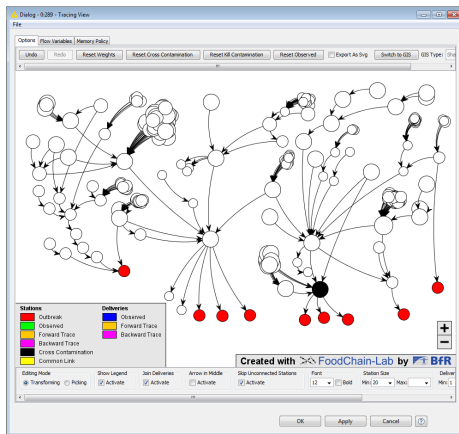 Dialog - 0:289 - Tracing View
File
Options Flow Variables Memory Policy
Undo Redo Reset Weights Reset Cross Contamination Reset Kill Contamination Reset Observed Export As Svg Switch to GIS GIS Type:
Stations Deliveries
Outbreak Observed
Observed Forward Trace
Forward Trace Backward Trace
Backward Trace
Cross Contamination
Common Link
+
−
Created with FoodChain-Lab by BfR
Editing Mode Show Legend Join Deliveries Arrow in Middle Skip Unconnected Stations Font Station Size
Transforming Picking Activate Activate Activate Activate 12 Bold Min: 20 Max: Min: 1
OK Apply Cancel ?